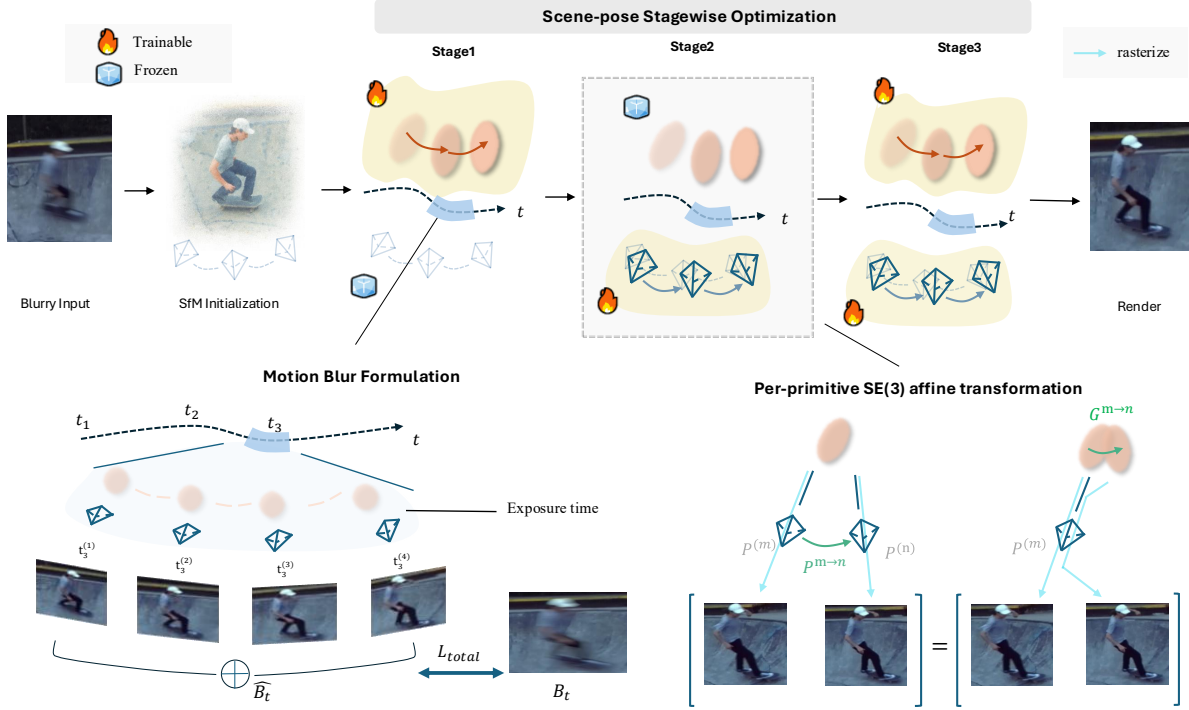 Scene-pose Stagewise Optimization
Trainable
Frozen
Stage1
Stage2
Stage3
rasterize
t
t
t
Blurry Input
SfM Initialization
Render
Motion Blur Formulation
t₁
t₂
t₃
t
Exposure time
t₃⁽¹⁾
t₃⁽²⁾
t₃⁽³⁾
t₃⁽⁴⁾
L_total
B̂_t
B_t
Per-primitive SE(3) affine transformation
G^{m→n}
P^{(m)}
P^{m→n}
P^{(n)}
P^{(m)}
=